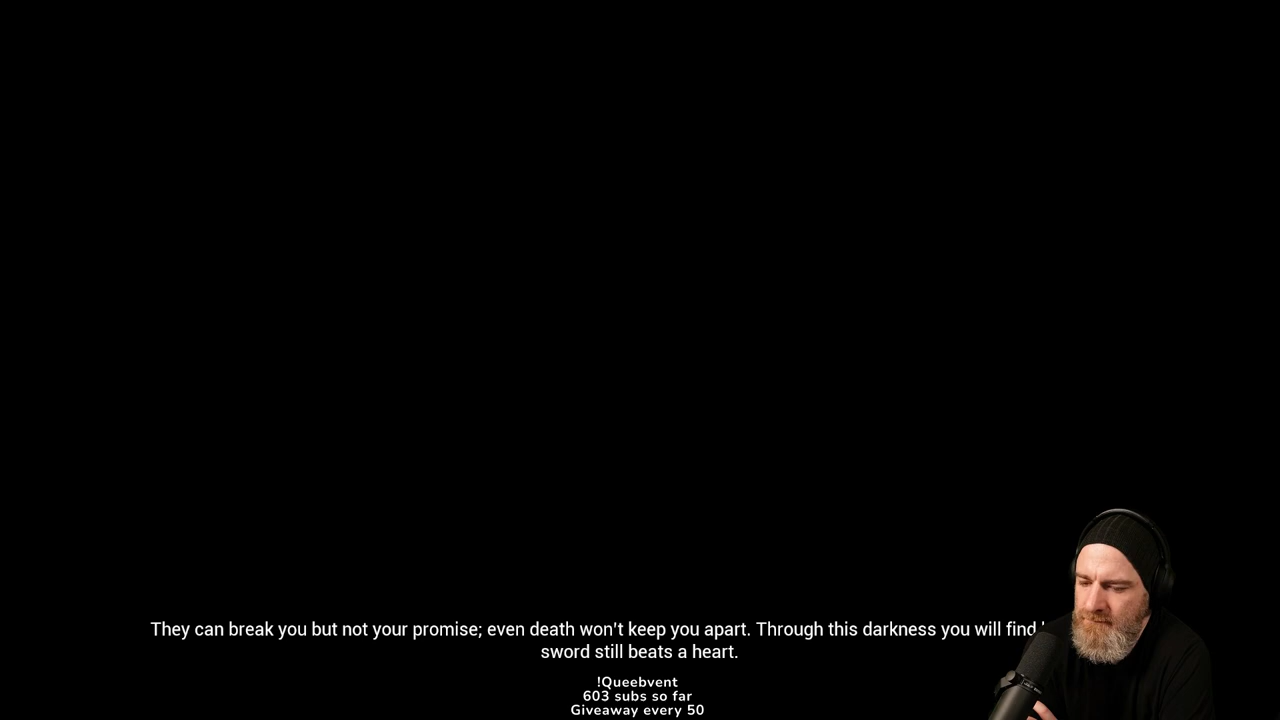 They can break you but not your promise; even death won't keep you apart. Through this darkness you will find
sword still beats a heart.
!Queebvent
603 subs so far
Giveaway every 50